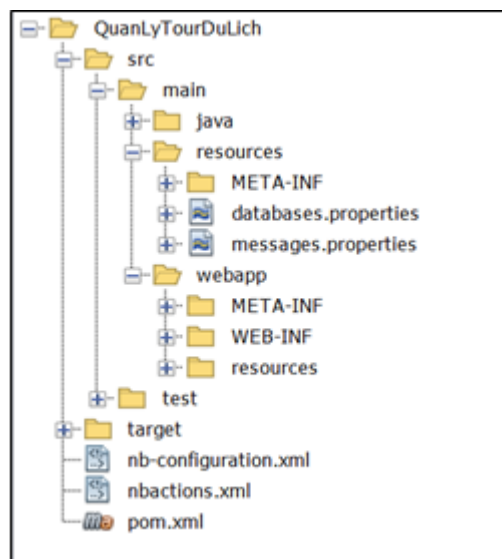 QuanLyTourDuLich
src
main
java
resources
META-INF
databases.properties
messages.properties
webapp
META-INF
WEB-INF
resources
test
target
nb-configuration.xml
nbactions.xml
pom.xml